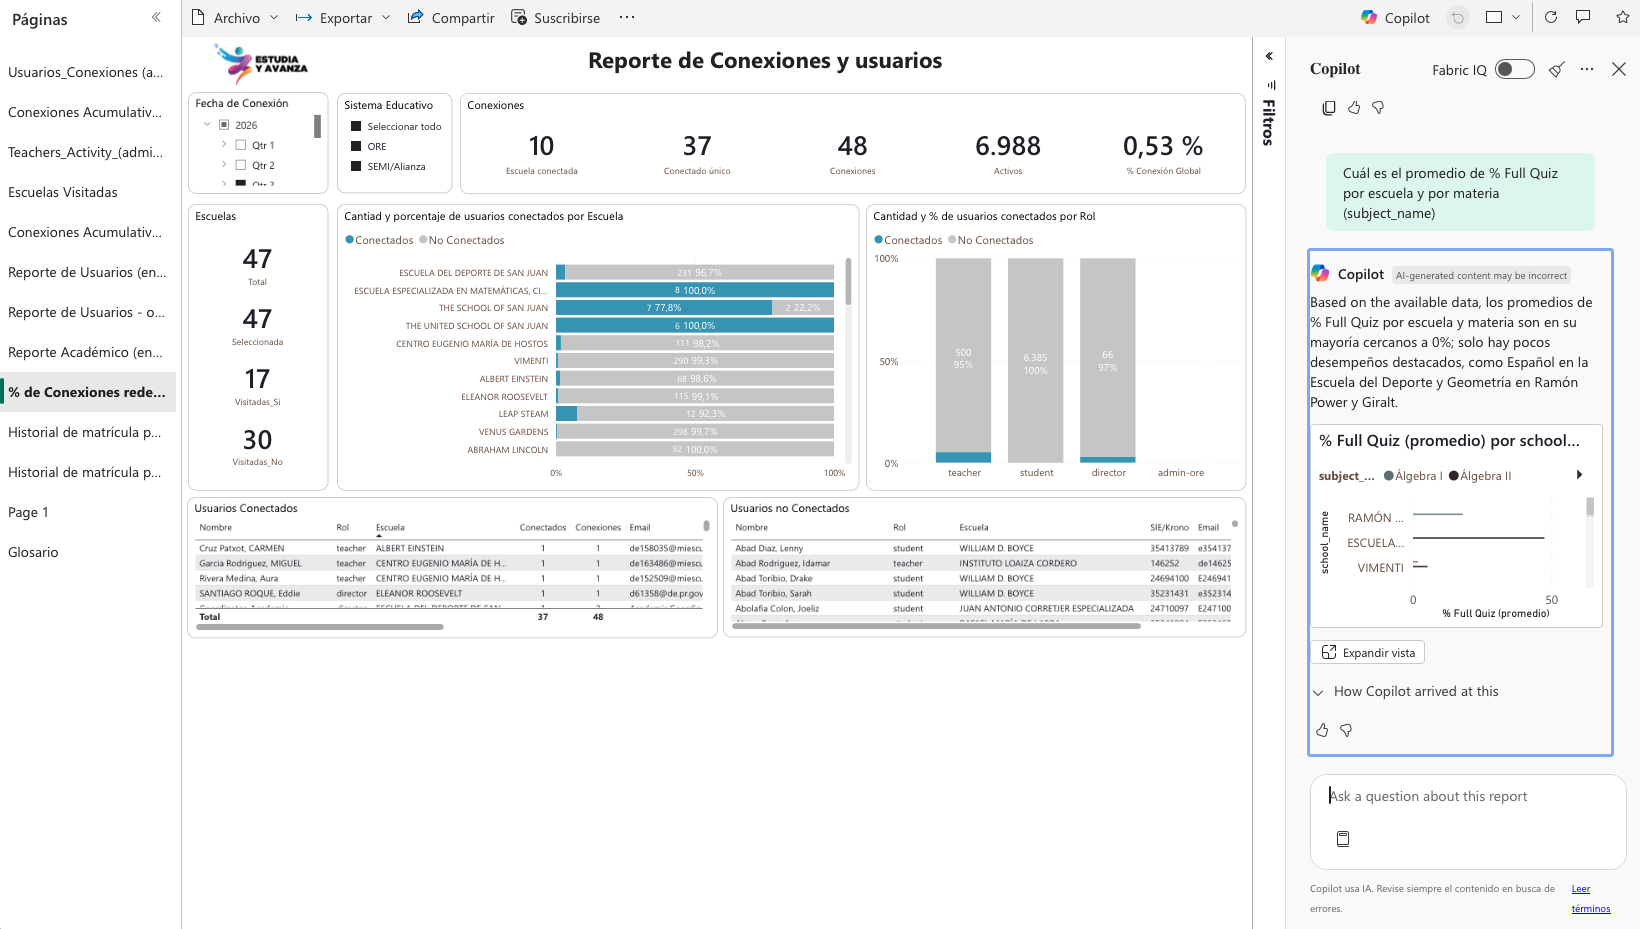 Páginas
Archivo
Exportar
Compartir
Suscribirse
Copilot
Usuarios_Conexiones (a...
Conexiones Acumulativ...
Teachers_Activity_(admi...
Escuelas Visitadas
Conexiones Acumulativ...
Reporte de Usuarios (en...
Reporte de Usuarios - o...
Reporte Académico (en...
% de Conexiones rede...
Historial de matrícula p...
Historial de matrícula p...
Page 1
Glosario
ESTUDIA
Y AVANZA
Reporte de Conexiones y usuarios
Fecha de Conexión
2026
Qtr 1
Qtr 2
Qtr 3
Sistema Educativo
Seleccionar todo
ORE
SEMI/Alianza
Conexiones
10
Escuela conectada
37
Conectado único
48
Conexiones
6.988
Activos
0,53 %
% Conexión Global
Escuelas
47
Total
47
Seleccionada
17
Visitadas_Si
30
Visitadas_No
Cantiad y porcentaje de usuarios conectados por Escuela
Conectados No Conectados
ESCUELA DEL DEPORTE DE SAN JUAN 231 96,7%
ESCUELA ESPECIALIZADA EN MATEMÁTICAS, CI... 8 100,0%
THE SCHOOL OF SAN JUAN 7 77,8% 2 22,2%
THE UNITED SCHOOL OF SAN JUAN 6 100,0%
CENTRO EUGENIO MARÍA DE HOSTOS 111 98,2%
VIMENTI 290 99,3%
ALBERT EINSTEIN 68 98,6%
ELEANOR ROOSEVELT 115 99,1%
LEAP STEAM 12 92,3%
VENUS GARDENS 298 99,7%
ABRAHAM LINCOLN 92 100,0%
0% 50% 100%
Cantidad y % de usuarios conectados por Rol
Conectados No Conectados
100%
50%
0%
500
95%
6.385
100%
66
97%
teacher student director admin-ore
Usuarios Conectados
Nombre Rol Escuela Conectados Conexiones Email
Cruz Patxot, CARMEN teacher ALBERT EINSTEIN 1 1 de158035@miescu
Garcia Rodriguez, MIGUEL teacher CENTRO EUGENIO MARÍA DE H... 1 1 de163486@miescu
Rivera Medina, Aura teacher CENTRO EUGENIO MARÍA DE H... 1 1 de152509@miescu
SANTIAGO ROQUE, Eddie director ELEANOR ROOSEVELT 1 1 d61358@de.pr.gov
Total 37 48
Usuarios no Conectados
Nombre Rol Escuela SIE/Krono Email
Abad Diaz, Lenny student WILLIAM D. BOYCE 35413789 e354137
Abad Rodriguez, Idamar teacher INSTITUTO LOAIZA CORDERO 146252 de14625
Abad Toribio, Drake student WILLIAM D. BOYCE 24694100 E246941
Abad Toribio, Sarah student WILLIAM D. BOYCE 35231431 e352314
Abolafia Colon, Joeliz student JUAN ANTONIO CORRETJER ESPECIALIZADA 24710097 E247100
Filtros
Copilot
Fabric IQ
Cuál es el promedio de % Full Quiz
por escuela y por materia
(subject_name)
Copilot AI-generated content may be incorrect
Based on the available data, los promedios de
% Full Quiz por escuela y materia son en su
mayoría cercanos a 0%; solo hay pocos
desempeños destacados, como Español en la
Escuela del Deporte y Geometría en Ramón
Power y Giralt.
% Full Quiz (promedio) por school...
subject_... Álgebra I Álgebra II
school_name
RAMÓN ...
ESCUELA...
VIMENTI
0 50
% Full Quiz (promedio)
Expandir vista
How Copilot arrived at this
Ask a question about this report
Copilot usa IA. Revise siempre el contenido en busca de
errores.
Leer
términos